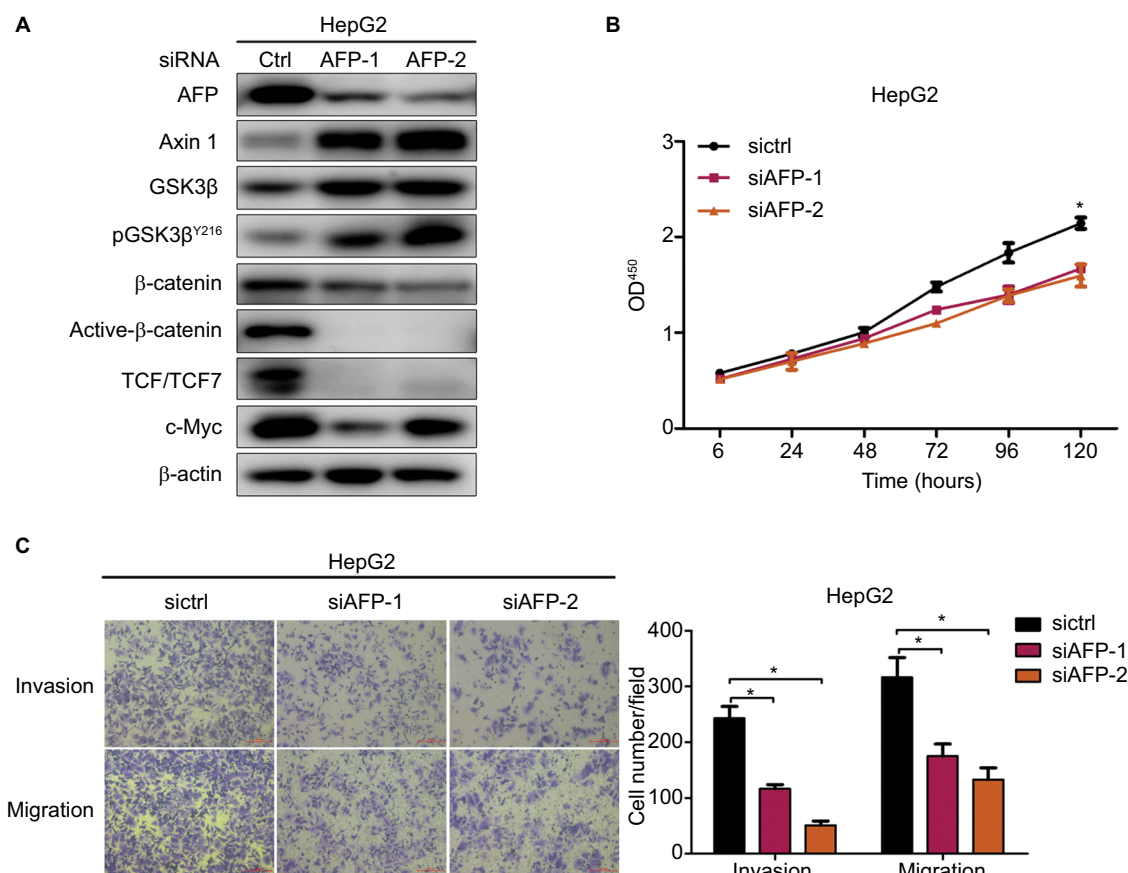 A
HepG2
siRNA Ctrl AFP-1 AFP-2
AFP
Axin 1
GSK3β
pGSK3βY216
β-catenin
Active-β-catenin
TCF/TCF7
c-Myc
β-actin
B
HepG2
sictrl
siAFP-1
siAFP-2
3
2
1
0
OD450
*
6 24 48 72 96 120
Time (hours)
C
HepG2
sictrl siAFP-1 siAFP-2
Invasion
Migration
HepG2
sictrl
siAFP-1
siAFP-2
400
300
200
100
0
Cell number/field
* *
* *
Invasion Migration